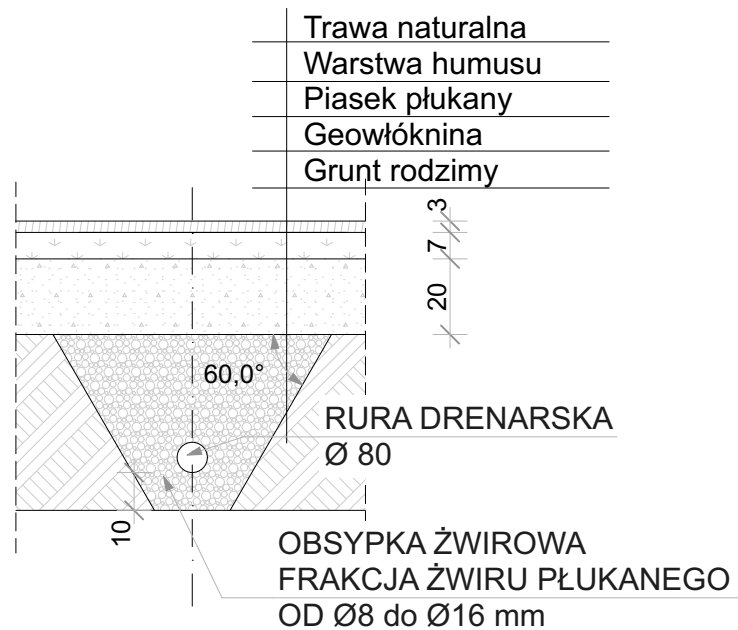 Trawa naturalna
Warstwa humusu
Piasek płukany
Geowłóknina
Grunt rodzimy
3
7
20
60,0°
RURA DRENARSKA
Ø 80
10
OBSYPKA ŻWIROWA
FRAKCJA ŻWIRU PŁUKANEGO
OD Ø8 do Ø16 mm